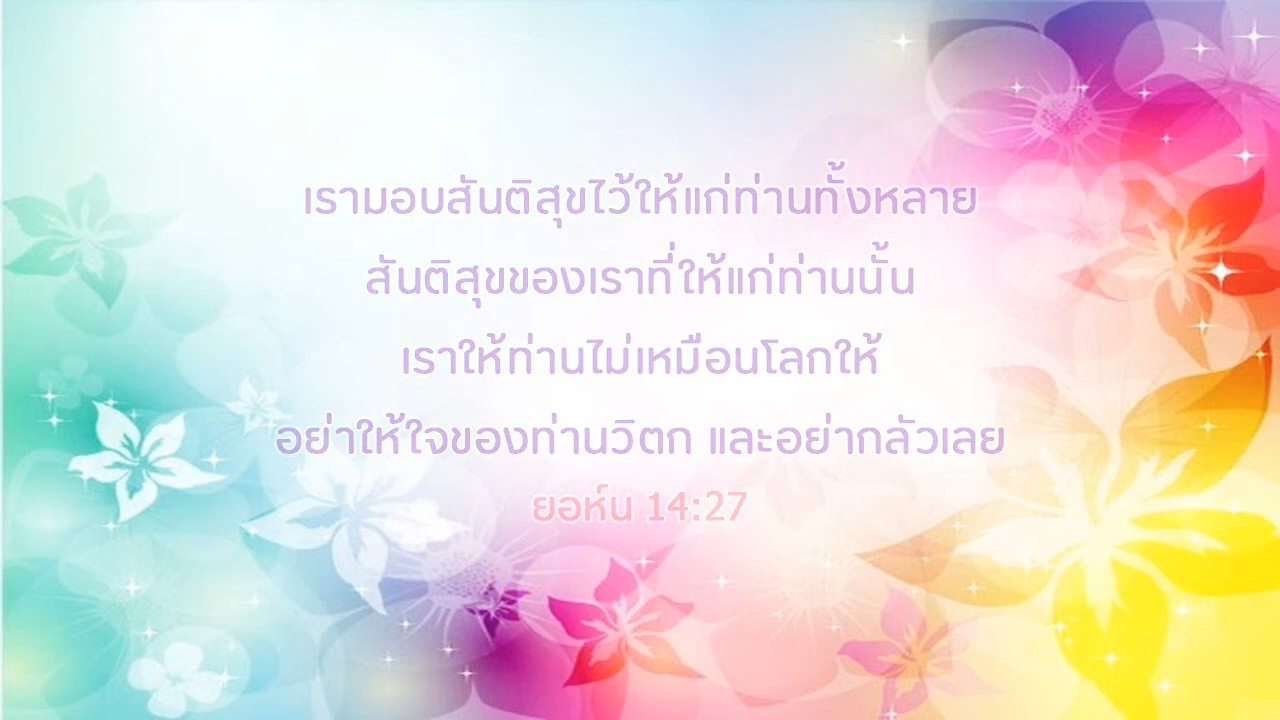 เรามอบสันติสุขไว้ให้แก่ท่านทั้งหลาย
สันติสุขของเราที่ให้แก่ท่านนั้น
เราให้ท่านไม่เหมือนโลกให้
อย่าให้ใจของท่านวิตก และอย่ากลัวเลย
ยอห์น 14:27